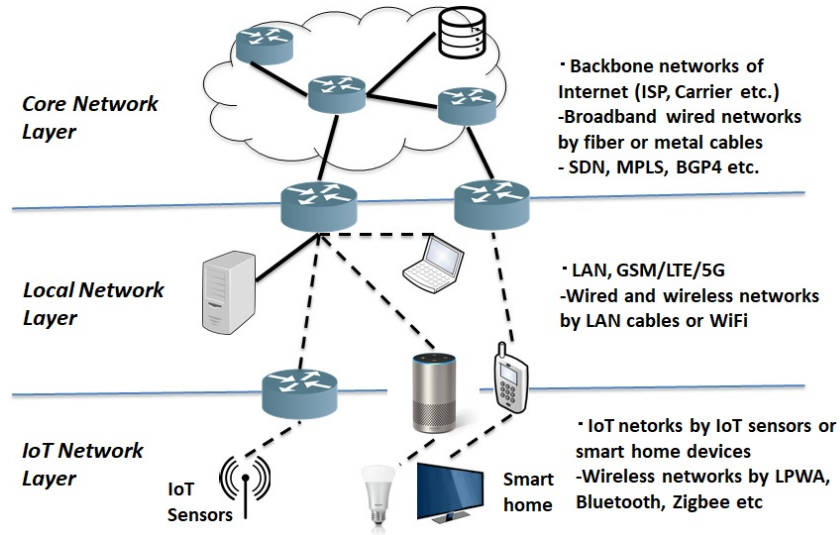 Core Network
Layer
· Backbone networks of
Internet (ISP, Carrier etc.)
-Broadband wired networks
by fiber or metal cables
- SDN, MPLS, BGP4 etc.
Local Network
Layer
· LAN, GSM/LTE/5G
-Wired and wireless networks
by LAN cables or WiFi
IoT Network
Layer
IoT
Sensors
Smart
home
· IoT netorks by IoT sensors or
smart home devices
-Wireless networks by LPWA,
Bluetooth, Zigbee etc